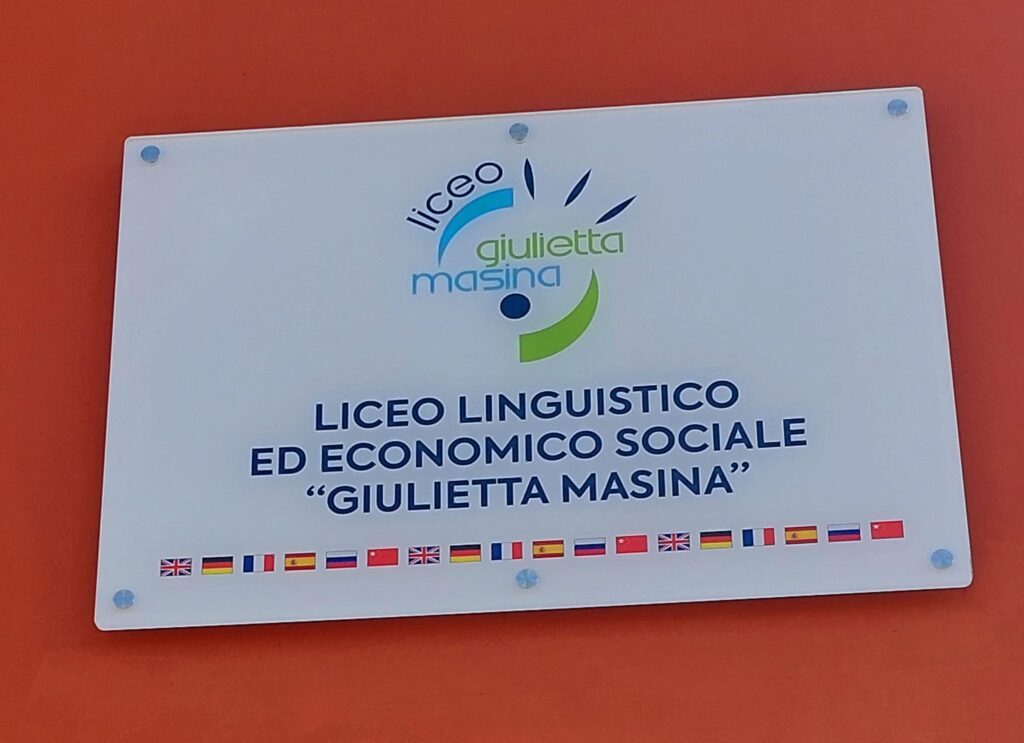 liceo
giulietta
masina
LICEO LINGUISTICO
ED ECONOMICO SOCIALE
“GIULIETTA MASINA”